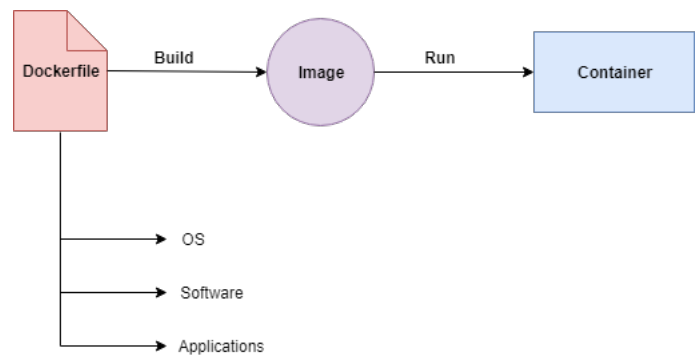 Dockerfile
Build
Image
Run
Container
OS
Software
Applications